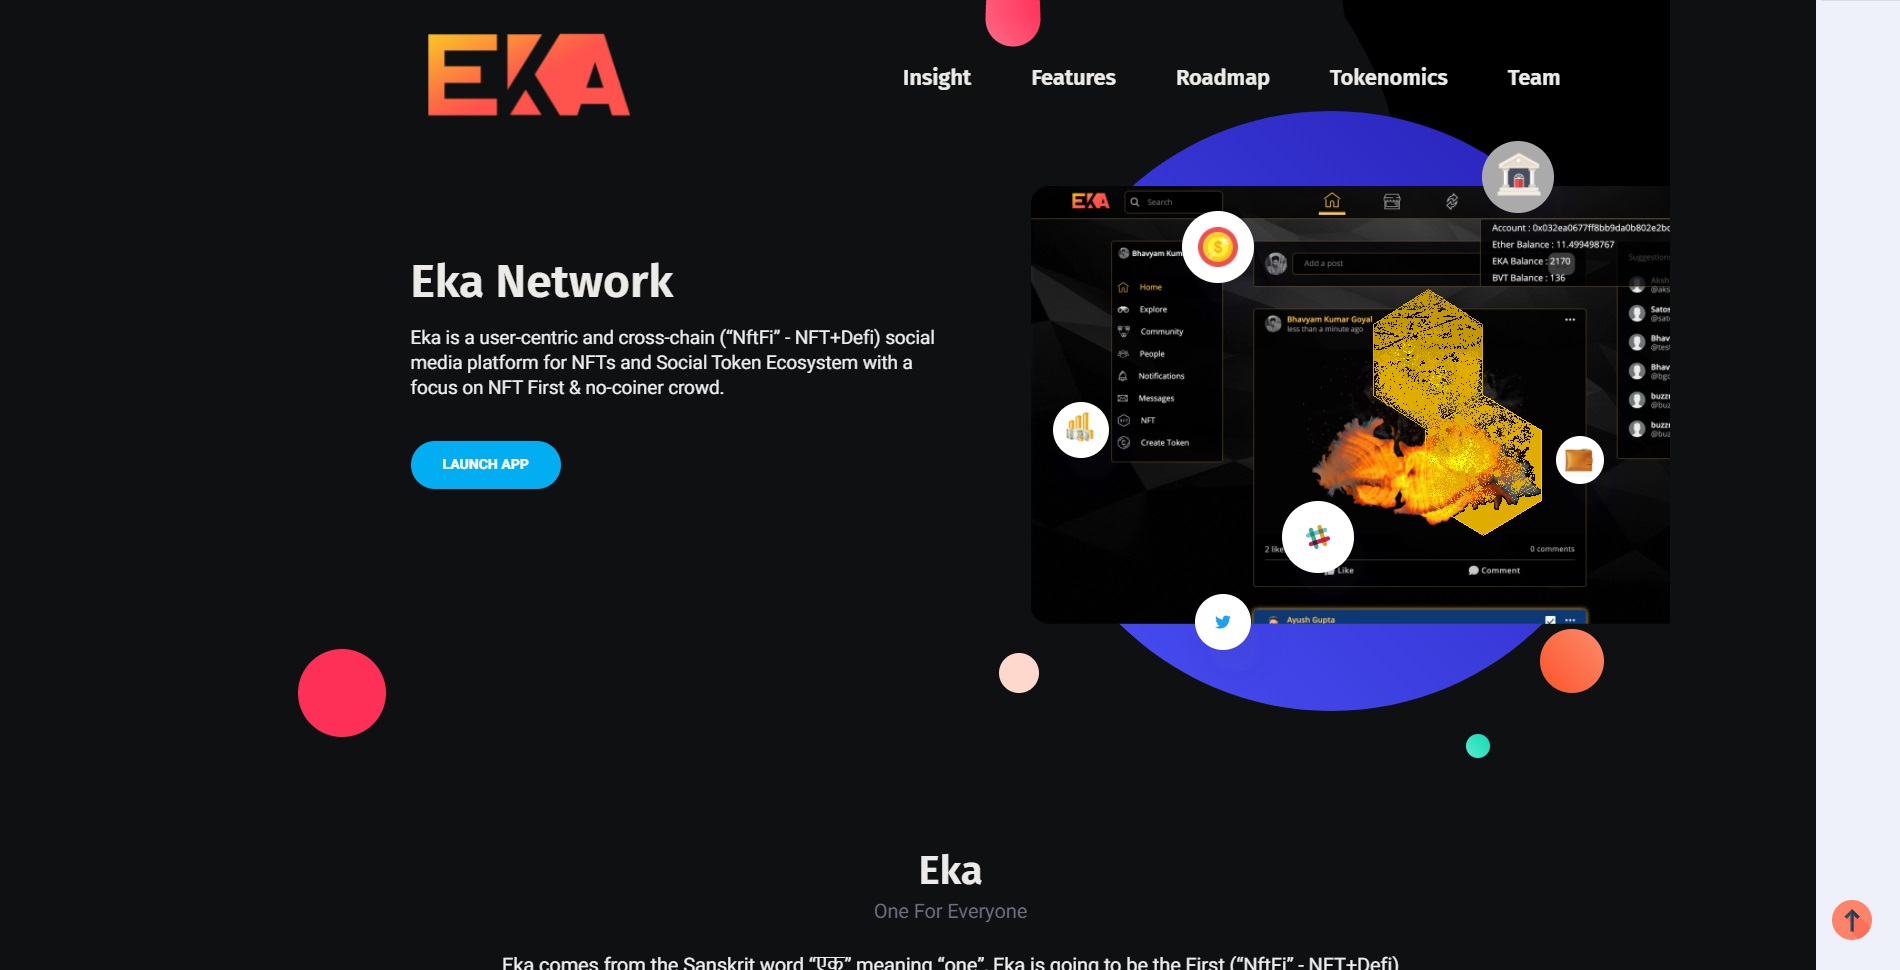 EKA
Insight
Features
Roadmap
Tokenomics
Team
Eka Network
Eka is a user-centric and cross-chain (“NftFi” - NFT+Defi) social
media platform for NFTs and Social Token Ecosystem with a
focus on NFT First & no-coiner crowd.
LAUNCH APP
EKA
Search
Account : 0x032ea0677ff8bb9da0b802e2bc
Ether Balance : 11.499498767
EKA Balance : 2170
BVT Balance : 136
Bhavyam Kum
Home
Explore
Community
People
Notifications
Messages
NFT
Create Token
Add a post
Bhavyam Kumar Goyal
less than a minute ago
2 like
0 comments
Like
Comment
Ayush Gupta
Suggestion
Aksh
@aks
Satos
@sat
Bhav
@tes
Bhav
@bgc
buzz
@buz
buzz
@buz
Eka
One For Everyone
Eka comes from the Sanskrit word “एक” meaning “one”. Eka is going to be the First (“NftFi” - NFT+Defi)